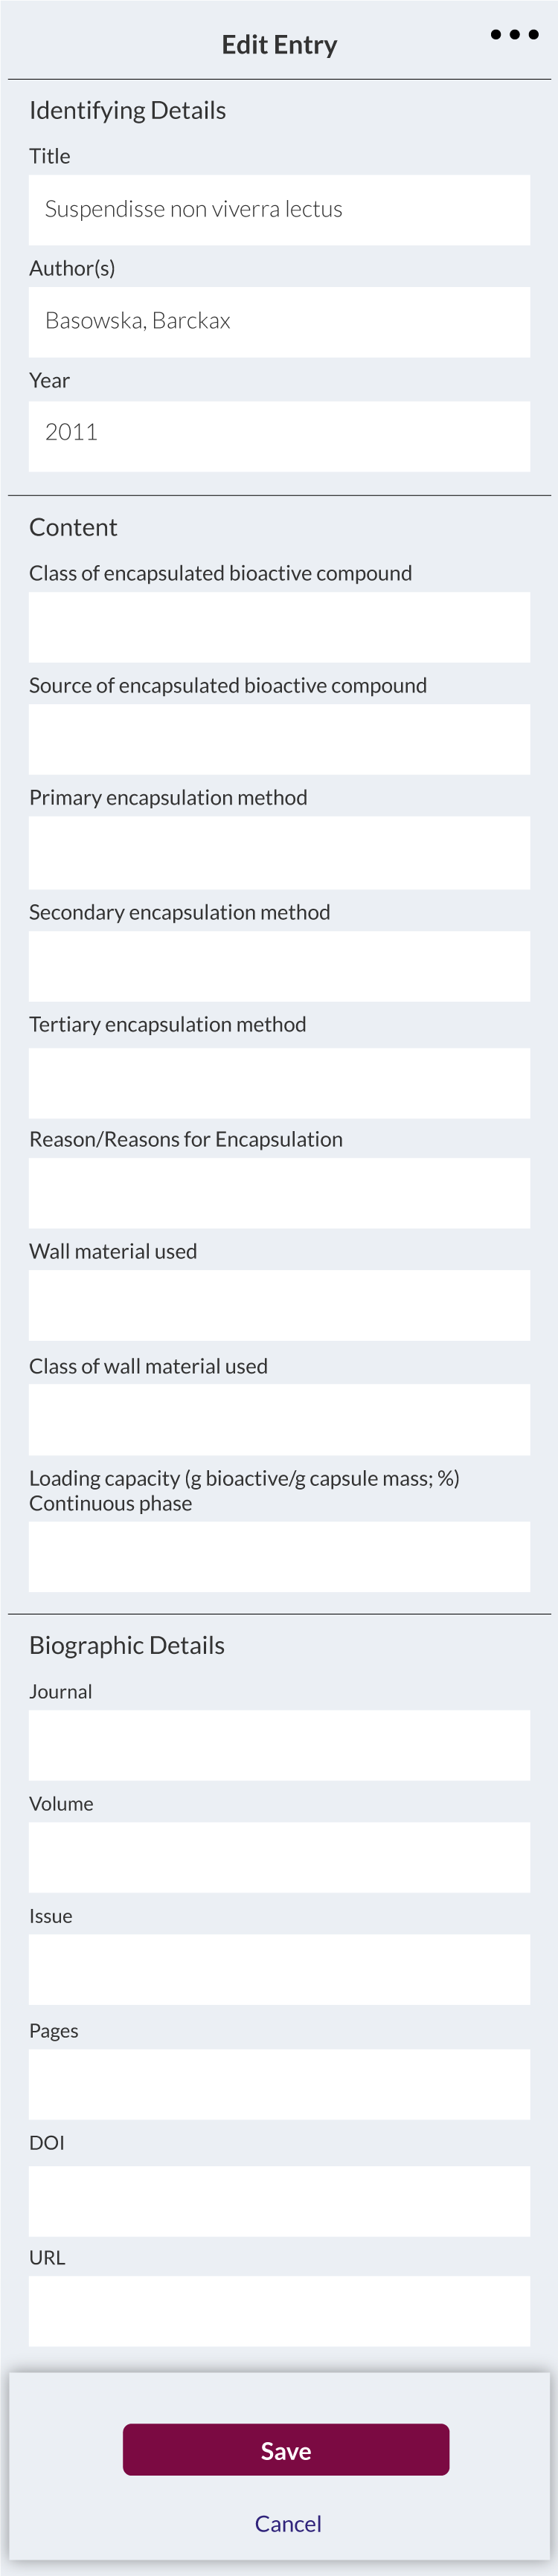 Edit Entry
Identifying Details
Title
Suspendisse non viverra lectus
Author(s)
Basowska, Barckax
Year
2011
Content
Class of encapsulated bioactive compound
Source of encapsulated bioactive compound
Primary encapsulation method
Secondary encapsulation method
Tertiary encapsulation method
Reason/Reasons for Encapsulation
Wall material used
Class of wall material used
Loading capacity (g bioactive/g capsule mass; %)
Continuous phase
Biographic Details
Journal
Volume
Issue
Pages
DOI
URL
Save
Cancel